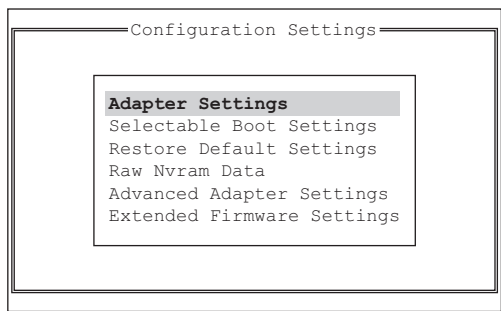 Configuration Settings
Adapter Settings
Selectable Boot Settings
Restore Default Settings
Raw Nvram Data
Advanced Adapter Settings
Extended Firmware Settings